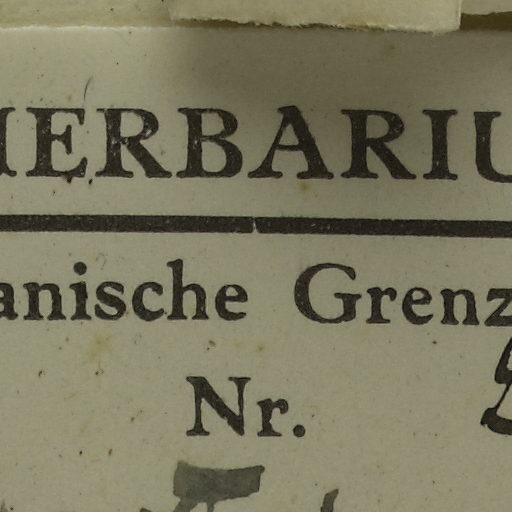 HERBARIU
anische Grenz
Nr.